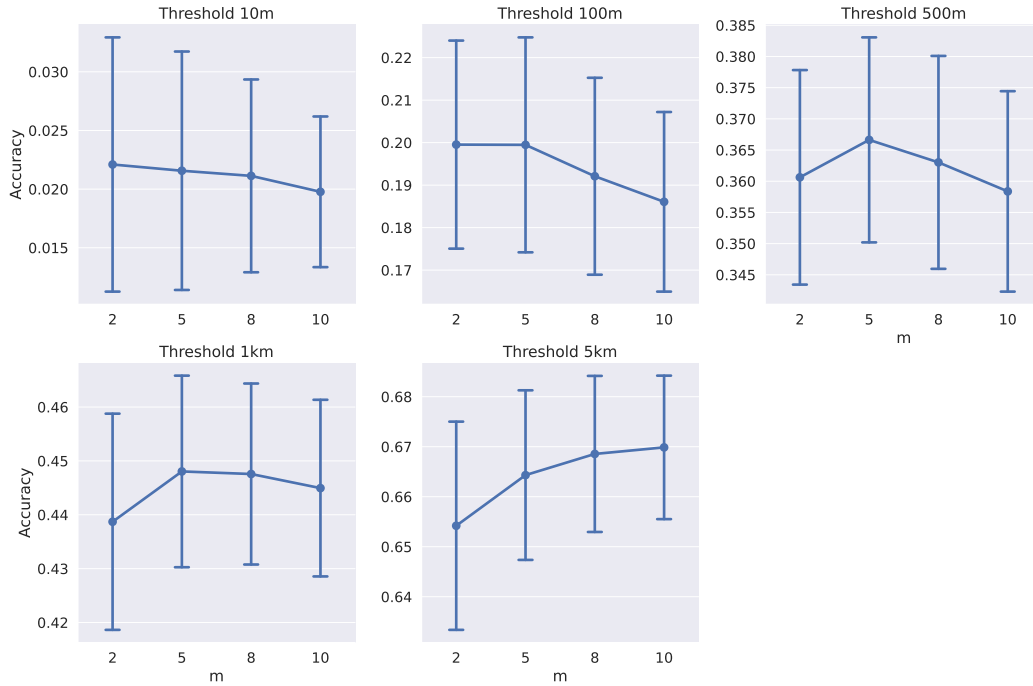 Threshold 10m
Accuracy
0.030
0.025
0.020
0.015
2 5 8 10
Threshold 100m
0.22
0.21
0.20
0.19
0.18
0.17
2 5 8 10
Threshold 500m
0.385
0.380
0.375
0.370
0.365
0.360
0.355
0.350
0.345
2 5 8 10
m
Threshold 1km
Accuracy
0.46
0.45
0.44
0.43
0.42
2 5 8 10
m
Threshold 5km
0.68
0.67
0.66
0.65
0.64
2 5 8 10
m